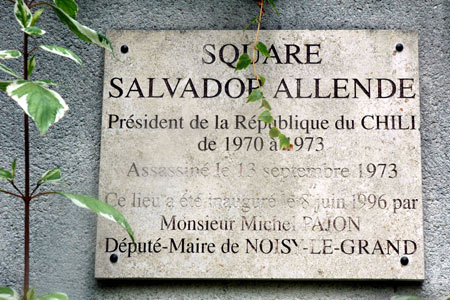 SQUARE
SALVADOR ALLENDE
Président de la République du CHILI
de 1970 à 1973
Assassiné le 13 septembre 1973
Ce lieu a été inauguré le 8 juin 1996 par
Monsieur Michel PAJON
Député-Maire de NOISY-LE-GRAND